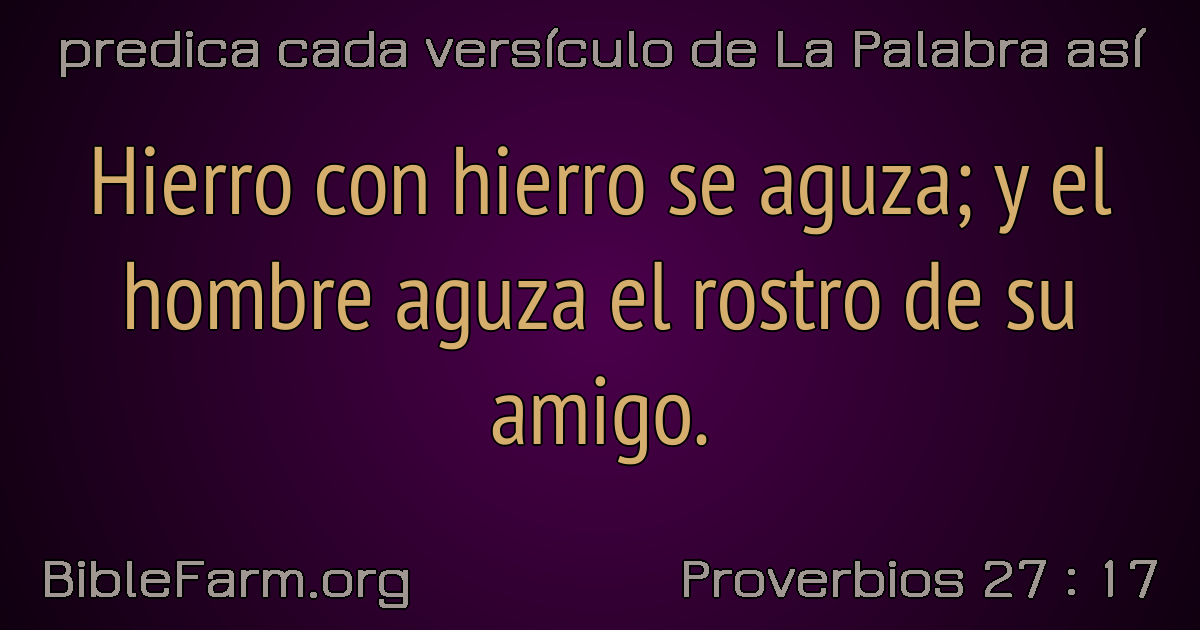 predica cada versículo de La Palabra así
Hierro con hierro se aguza; y el
hombre aguza el rostro de su
amigo.
BibleFarm.org
Proverbios 27 : 17